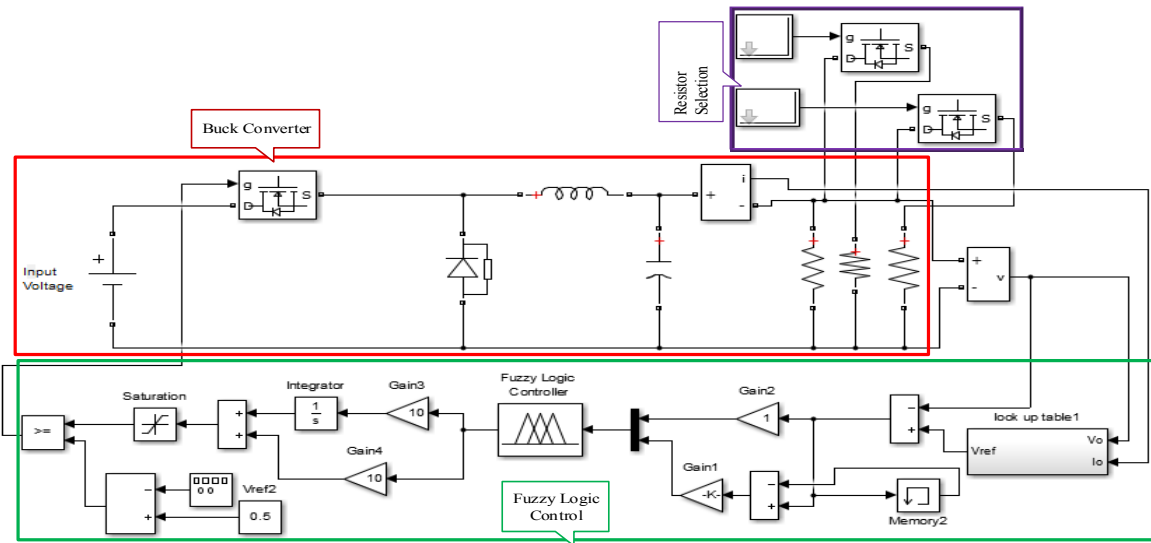 Resistor
Selection
g
D
S
g
D
S
Buck Converter
g
D
S
+
i
-
Input
Voltage
+
+
-
v
Saturation
Integrator
Gain3
Fuzzy Logic
Controller
Gain2
look up table1
>=
+
+
1
s
10
1
-
+
Vref
Vo
Io
Gain4
10
Gain1
-K-
-
+
Memory2
-
+
Vref2
0.5
Fuzzy Logic
Control